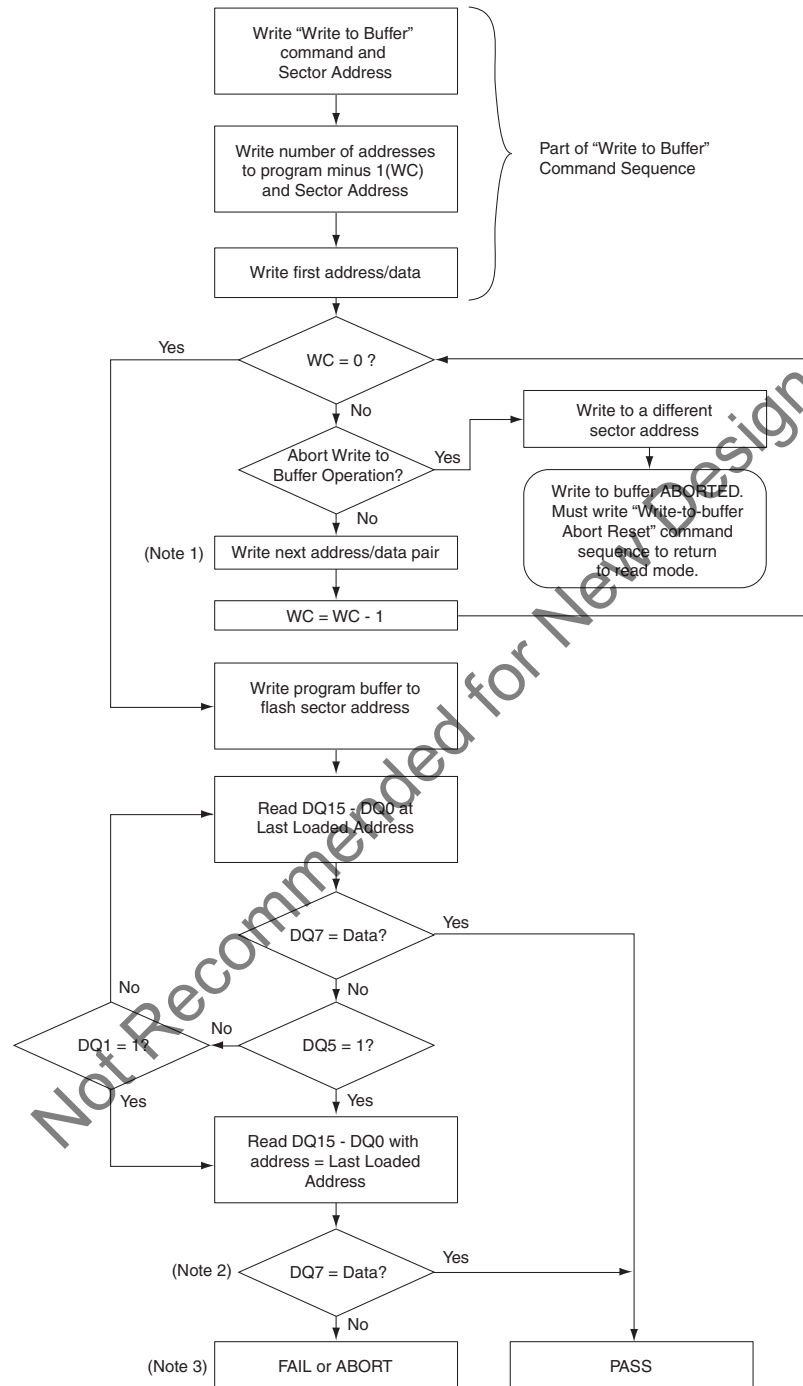 Write “Write to Buffer”
command and
Sector Address
Write number of addresses
to program minus 1(WC)
and Sector Address
Part of “Write to Buffer”
Command Sequence
Write first address/data
Yes
WC = 0 ?
No
Abort Write to
Buffer Operation?
Yes
Write to a different
sector address
Write to buffer ABORTED.
Must write “Write-to-buffer
Abort Reset” command
sequence to return
to read mode.
No
(Note 1)
Write next address/data pair
WC = WC - 1
Write program buffer to
flash sector address
Read DQ15 - DQ0 at
Last Loaded Address
DQ7 = Data?
Yes
No
No
DQ1 = 1?
No
DQ5 = 1?
Yes
Yes
Read DQ15 - DQ0 with
address = Last Loaded
Address
(Note 2)
DQ7 = Data?
Yes
No
(Note 3)
FAIL or ABORT
PASS
Not Recommended for New Design